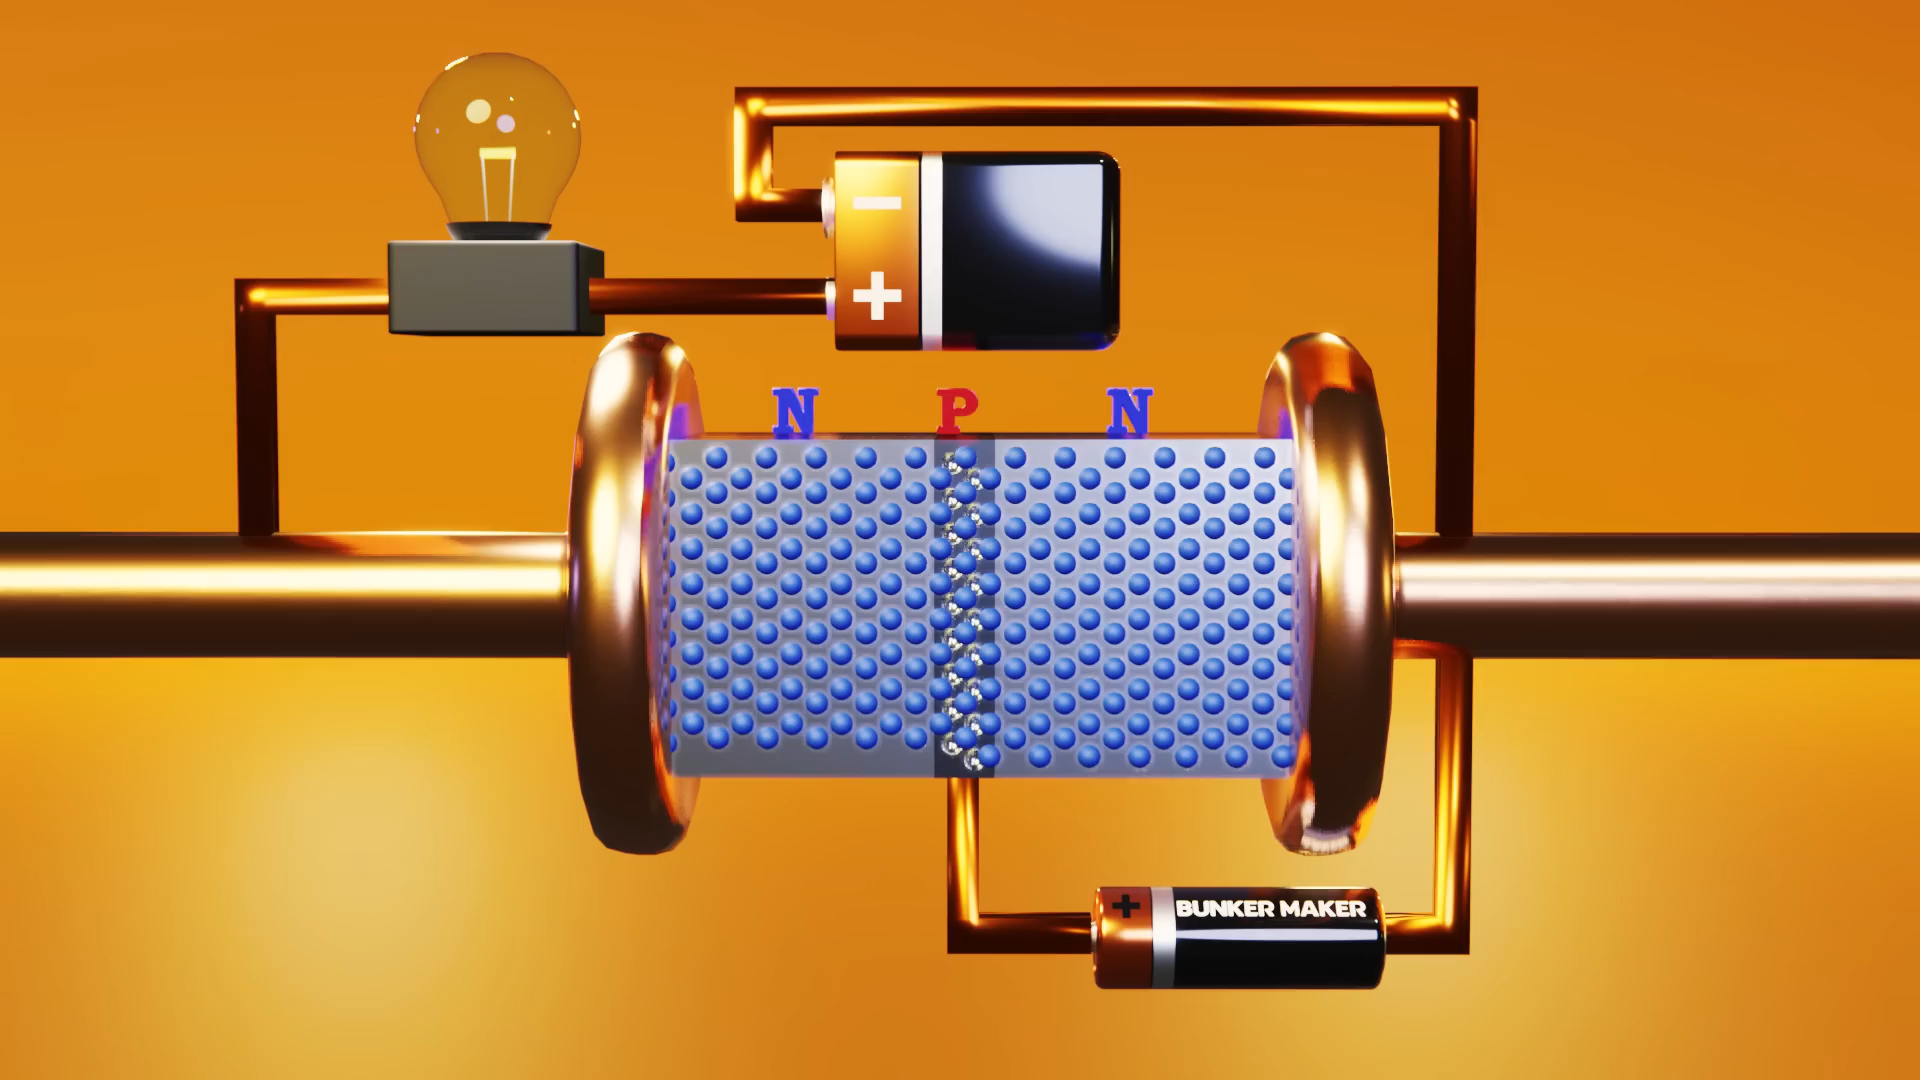 −
+
N P N
+ BUNKER MAKER